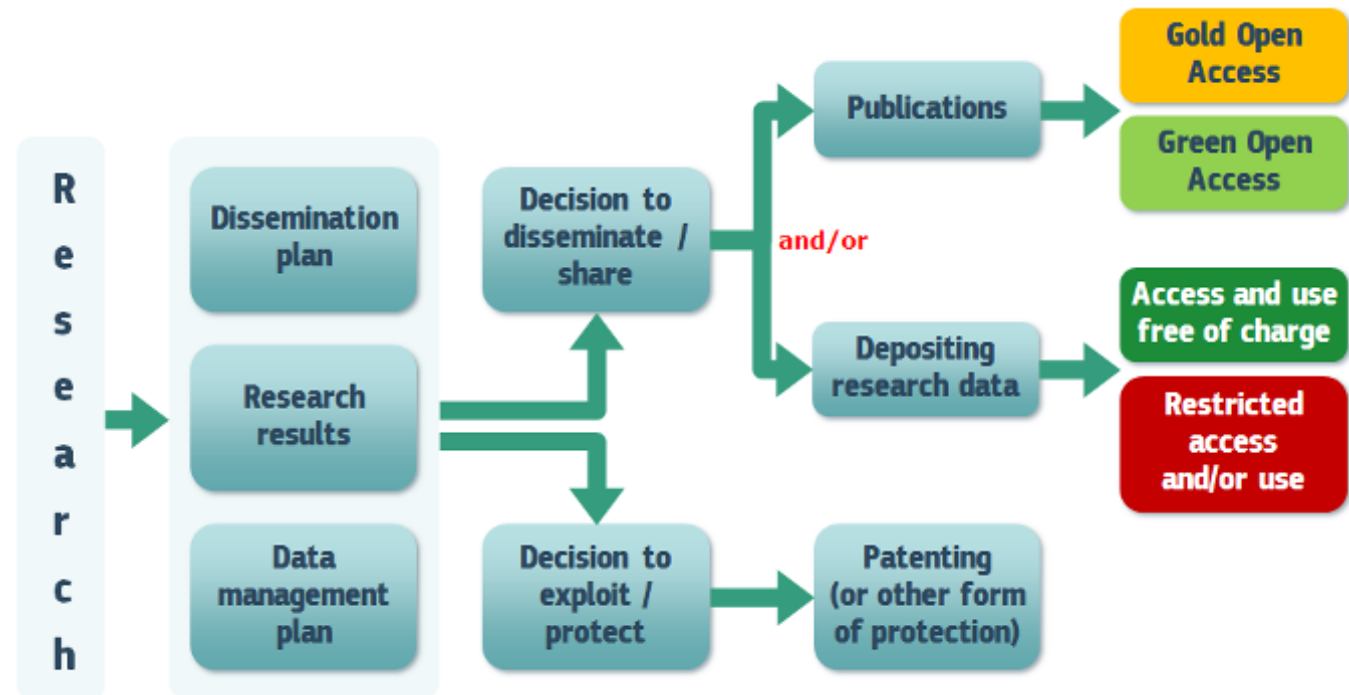 Research
Dissemination
plan
Research
results
Data
management
plan
Decision to
disseminate /
share
Decision to
exploit /
protect
and/or
Publications
Depositing
research data
Patenting
(or other form
of protection)
Gold Open
Access
Green Open
Access
Access and use
free of charge
Restricted
access
and/or use